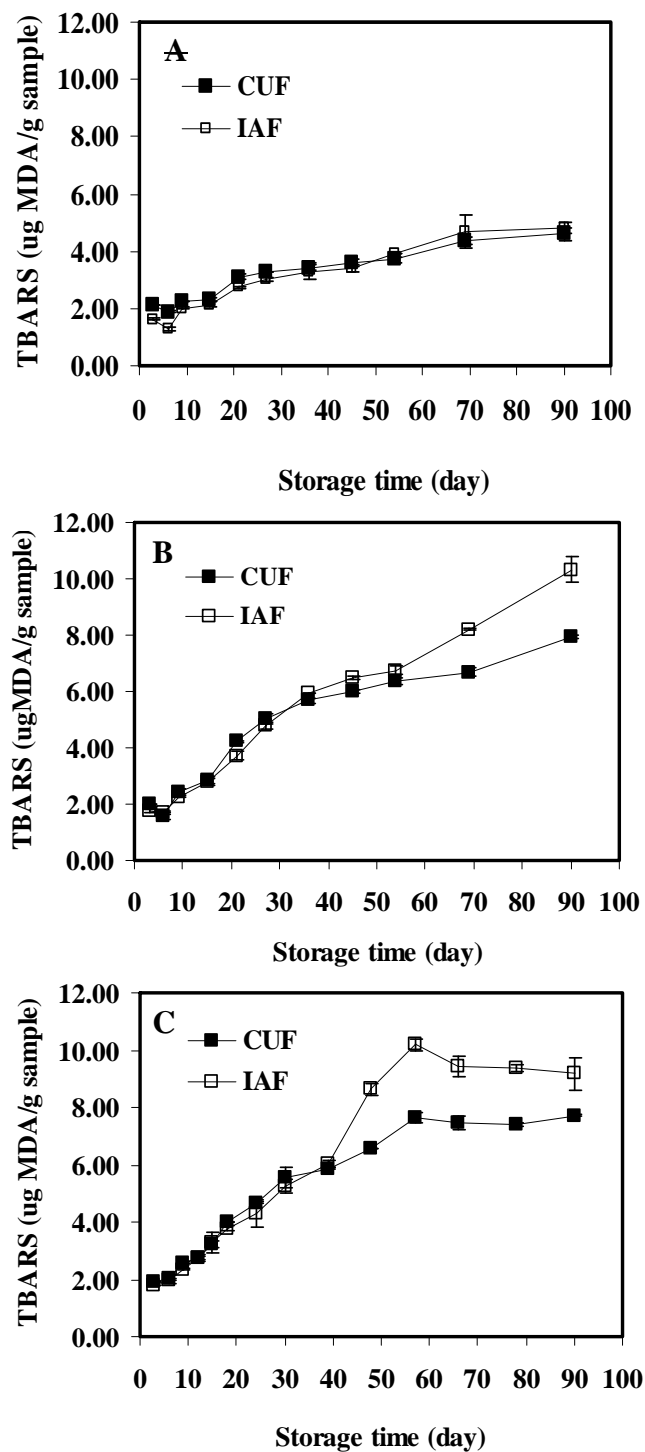 12.00
10.00
8.00
6.00
4.00
2.00
0.00
TBARS (ug MDA/g sample)
A
CUF
IAF
0 10 20 30 40 50 60 70 80 90 100
Storage time (day)
12.00
10.00
8.00
6.00
4.00
2.00
0.00
TBARS (ugMDA/g sample)
B
CUF
IAF
0 10 20 30 40 50 60 70 80 90 100
Storage time (day)
12.00
10.00
8.00
6.00
4.00
2.00
0.00
TBARS (ug MDA/g sample)
C
CUF
IAF
0 10 20 30 40 50 60 70 80 90 100
Storage time (day)